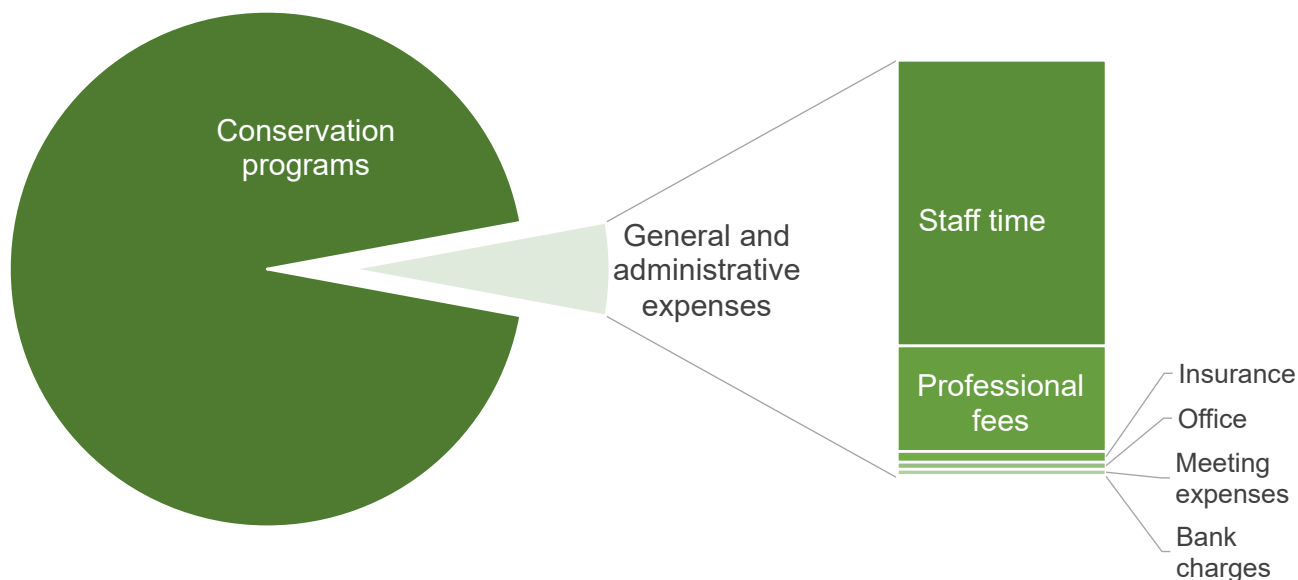 Conservation
programs
General and
administrative
expenses
Staff time
Professional
fees
Insurance
Office
Meeting
expenses
Bank
charges